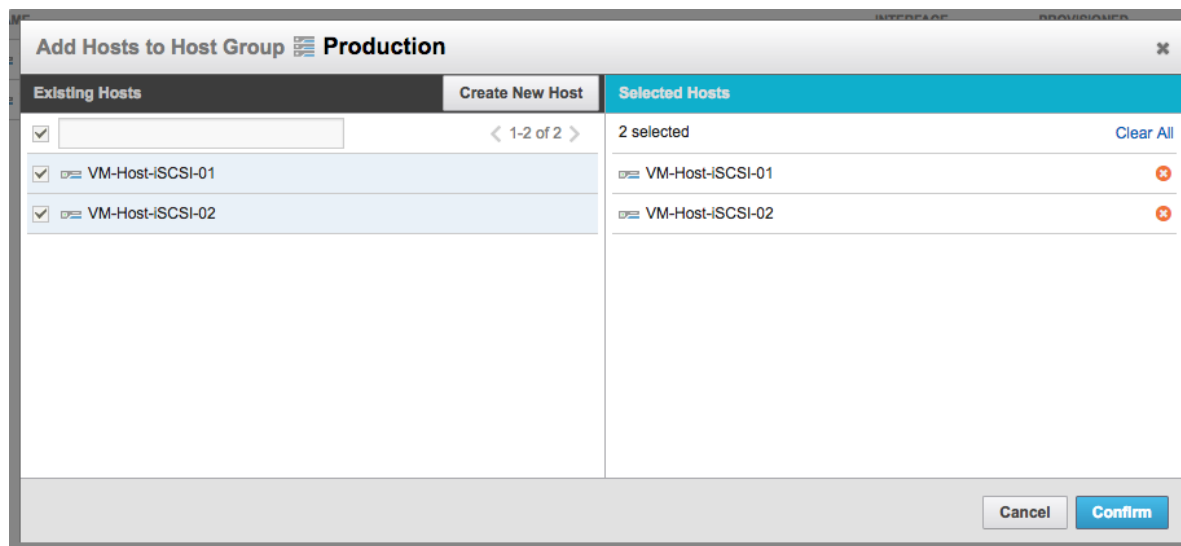 INTERFACE PROVISIONED
Add Hosts to Host Group Production
Existing Hosts
Create New Host
Selected Hosts
1-2 of 2
2 selected
Clear All
VM-Host-iSCSI-01
VM-Host-iSCSI-01
VM-Host-iSCSI-02
VM-Host-iSCSI-02
Cancel
Confirm